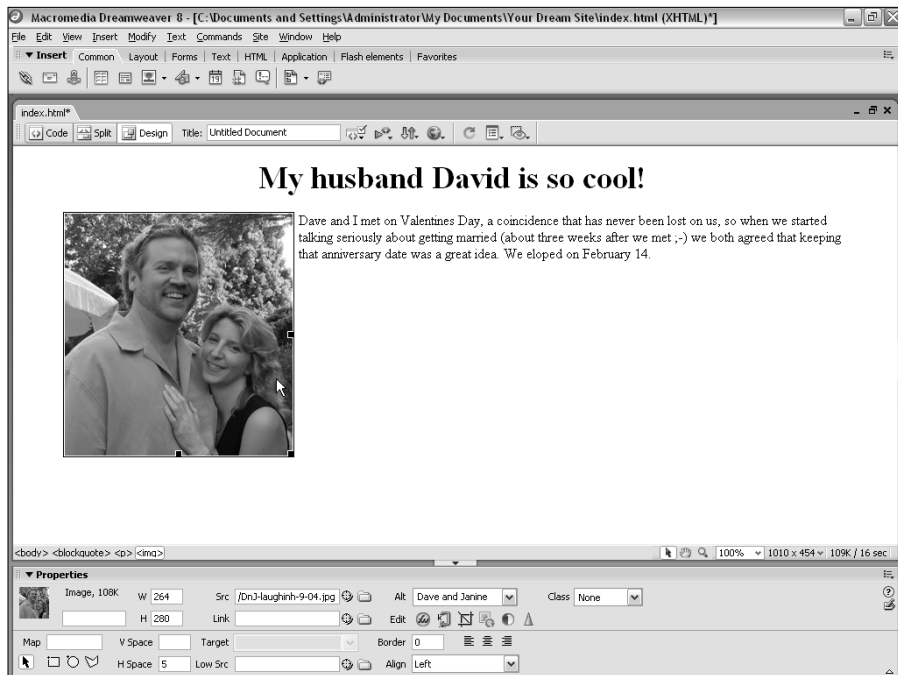 Macromedia Dreamweaver 8 - [C:\Documents and Settings\Administrator\My Documents\Your Dream Site\index.html (XHTML)*]
File Edit View Insert Modify Text Commands Site Window Help
▼ Insert Common Layout Forms Text HTML Application Flash elements Favorites
19
index.html*
Code Split Design Title: Untitled Document
My husband David is so cool!
Dave and I met on Valentines Day, a coincidence that has never been lost on us, so when we started
talking seriously about getting married (about three weeks after we met ;-) we both agreed that keeping
that anniversary date was a great idea. We eloped on February 14.
<body> <blockquote> <p> <img> 100% 1010 x 454 109K / 16 sec
▼ Properties
Image, 108K W 264 Src /DnJ-laughinh-9-04.jpg Alt Dave and Janine Class None
H 280 Link Edit
Map V Space Target Border 0
H Space 5 Low Src Align Left